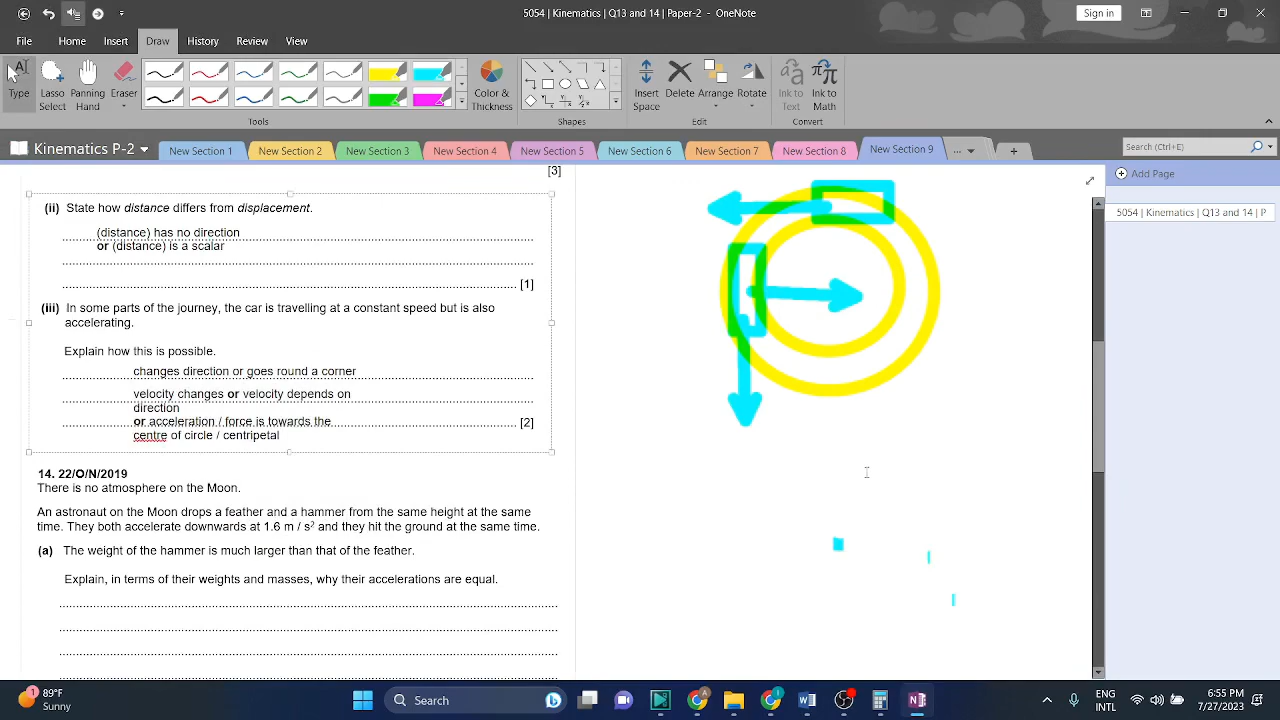 5054 | Kinematics | Q13 and 14 | Paper-2 - OneNote
Sign in
File Home Insert Draw History Review View
Type
Lasso Select
Panning Hand
Eraser
Color & Thickness
Insert Space
Delete
Arrange
Rotate
Ink to Text
Ink to Math
Tools
Shapes
Edit
Convert
Kinematics P-2
New Section 1
New Section 2
New Section 3
New Section 4
New Section 5
New Section 6
New Section 7
New Section 8
New Section 9
...
Search (Ctrl+E)
Add Page
5054 | Kinematics | Q13 and 14 | P
[3]
(ii) State how distance differs from displacement.
(distance) has no direction
or (distance) is a scalar
[1]
(iii) In some parts of the journey, the car is travelling at a constant speed but is also
accelerating.
Explain how this is possible.
changes direction or goes round a corner
velocity changes or velocity depends on
direction
or acceleration / force is towards the
[2]
centre of circle / centripetal
14. 22/O/N/2019
There is no atmosphere on the Moon.
An astronaut on the Moon drops a feather and a hammer from the same height at the same
time. They both accelerate downwards at 1.6 m / s² and they hit the ground at the same time.
(a) The weight of the hammer is much larger than that of the feather.
Explain, in terms of their weights and masses, why their accelerations are equal.
1
89°F
Sunny
Search
ENG
INTL
6:55 PM
7/27/2023